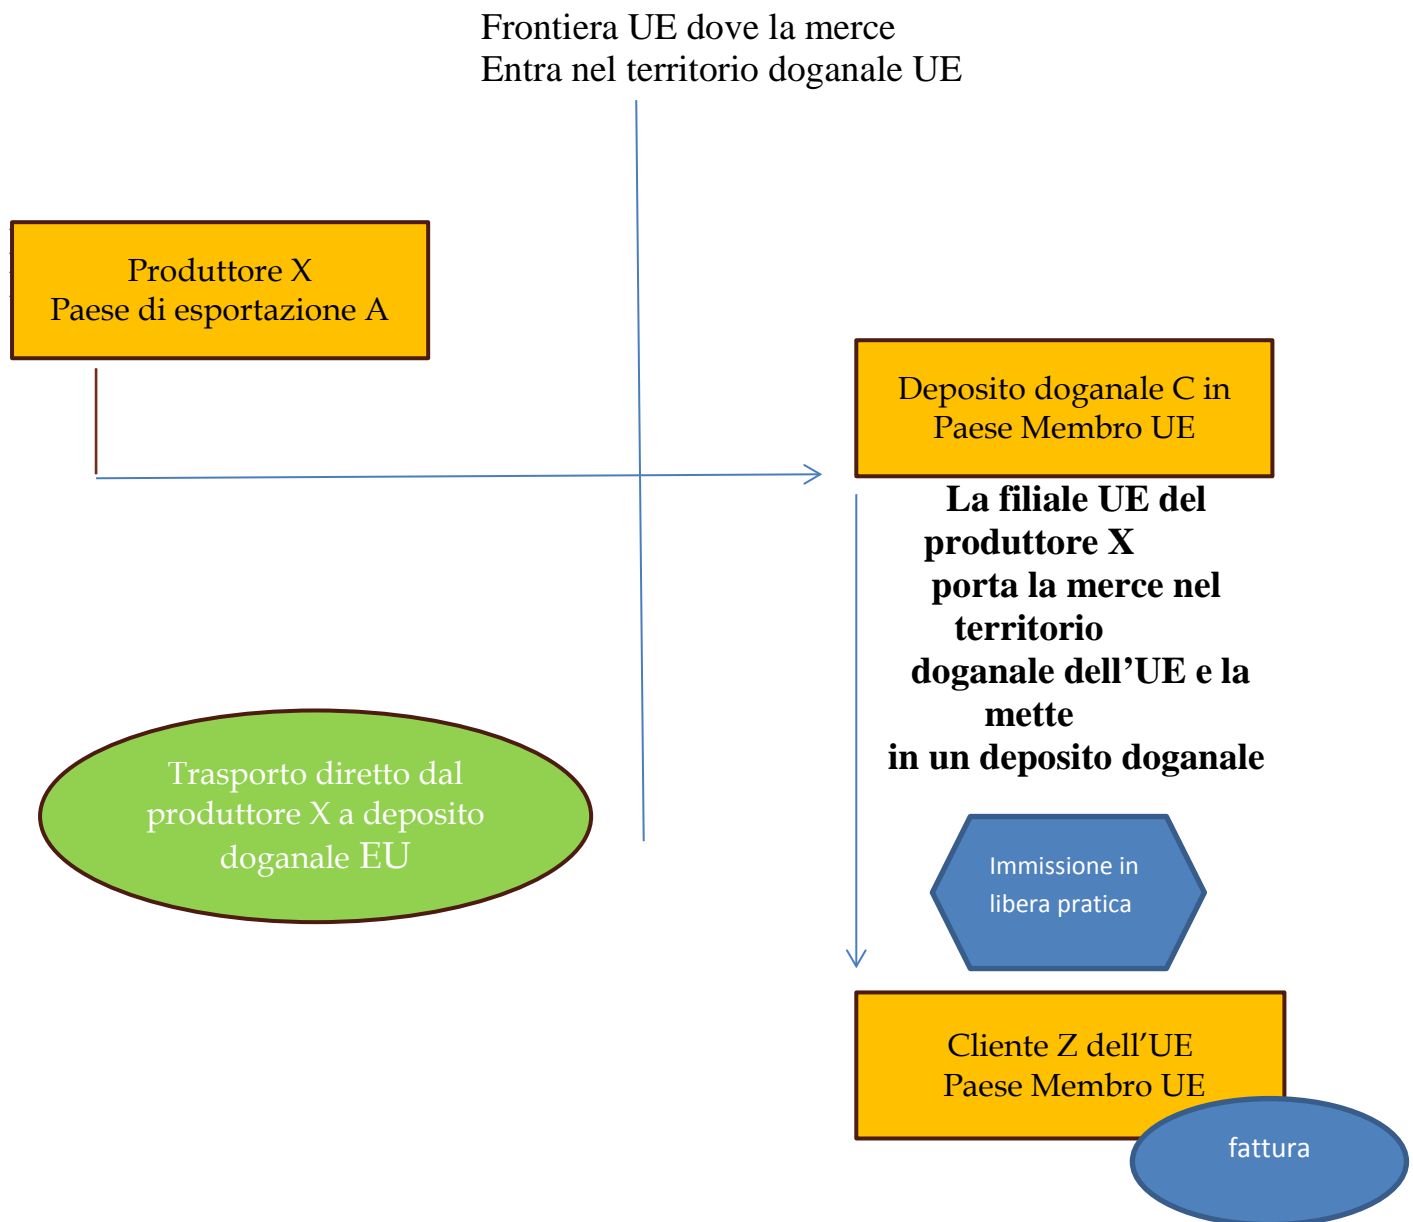 Frontiera UE dove la merce
Entra nel territorio doganale UE
Produttore X
Paese di esportazione A
Deposito doganale C in
Paese Membro UE
La filiale UE del
produttore X
porta la merce nel
territorio
doganale dell’UE e la
mette
in un deposito doganale
Trasporto diretto dal
produttore X a deposito
doganale EU
Immissione in
libera pratica
Cliente Z dell’UE
Paese Membro UE
fattura